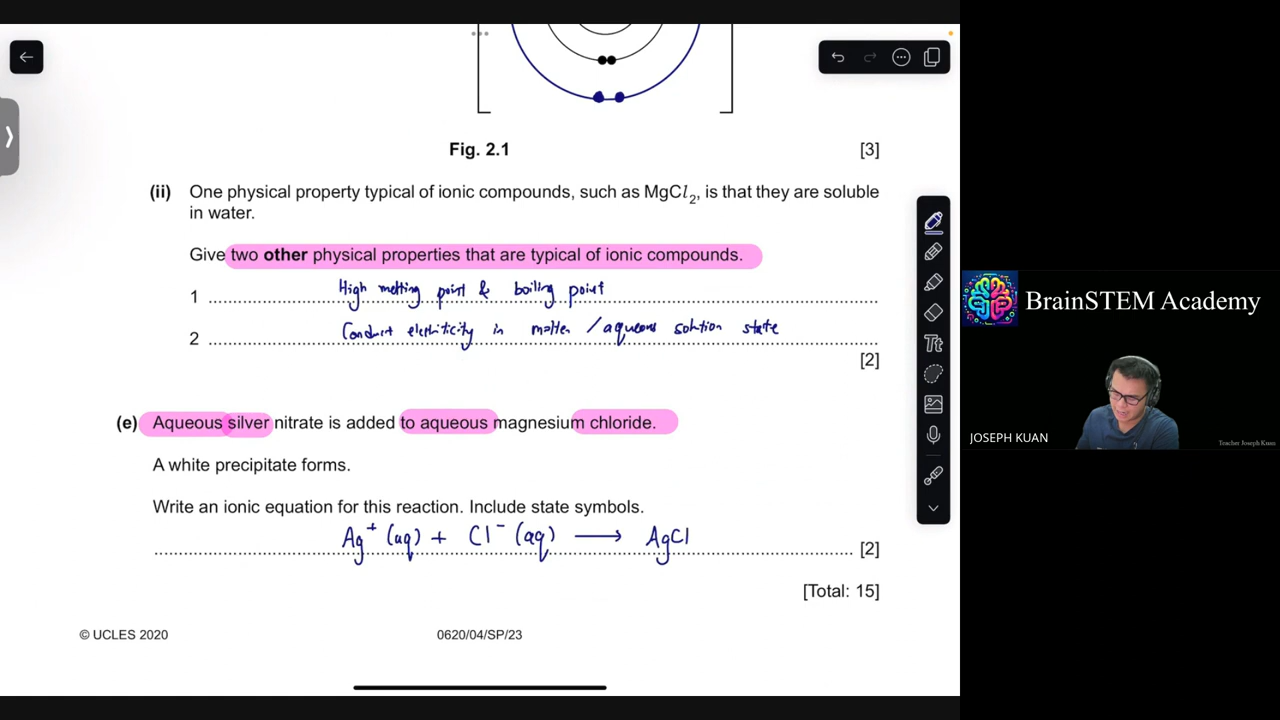 Fig. 2.1
[3]
(ii) One physical property typical of ionic compounds, such as MgCl₂, is that they are soluble
in water.
Give two other physical properties that are typical of ionic compounds.
1 High melting point & boiling point
2 Conduct electricity in molten / aqueous solution state
[2]
(e) Aqueous silver nitrate is added to aqueous magnesium chloride.
A white precipitate forms.
Write an ionic equation for this reaction. Include state symbols.
Ag⁺ (aq) + Cl⁻ (aq) ⟶ AgCl
[2]
[Total: 15]
© UCLES 2020
0620/04/SP/23
Tt
BrainSTEM Academy
JOSEPH KUAN
Teacher Joseph Kuan